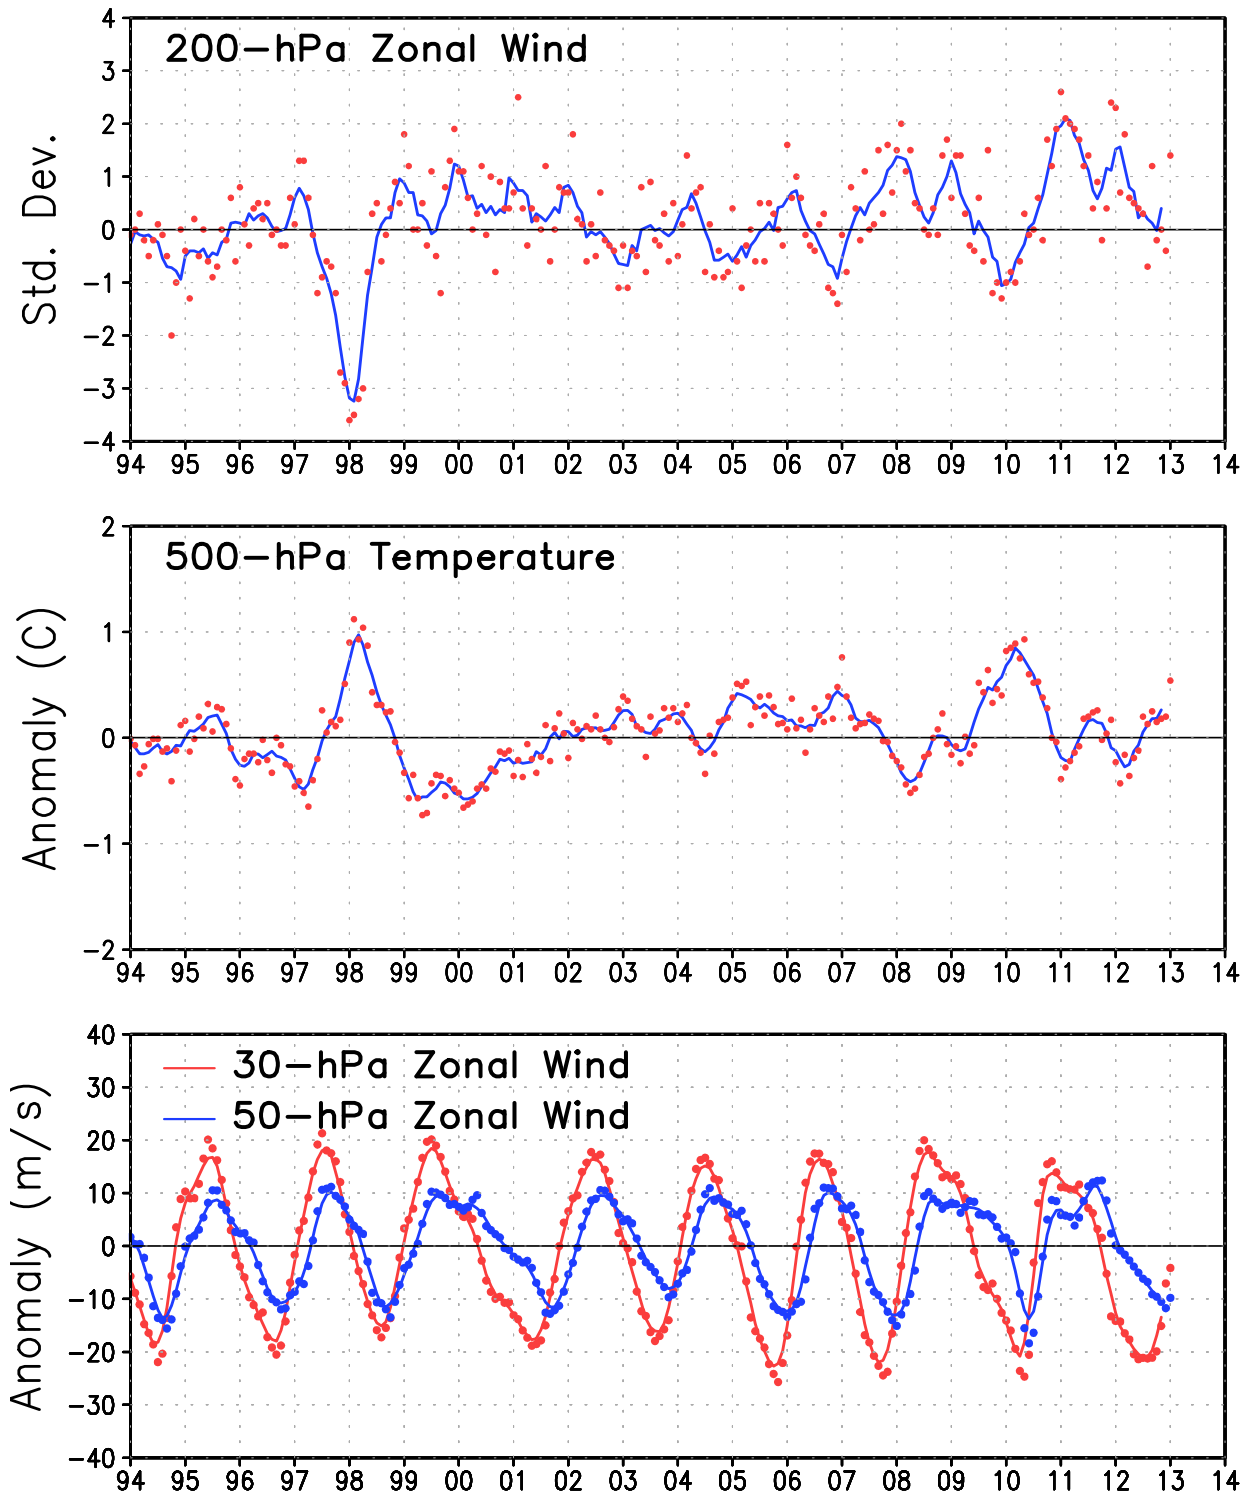 200-hPa Zonal Wind
Std. Dev.
4
3
2
1
0
-1
-2
-3
-4
94 95 96 97 98 99 00 01 02 03 04 05 06 07 08 09 10 11 12 13 14
500-hPa Temperature
Anomaly (C)
2
1
0
-1
-2
94 95 96 97 98 99 00 01 02 03 04 05 06 07 08 09 10 11 12 13 14
30-hPa Zonal Wind
50-hPa Zonal Wind
Anomaly (m/s)
40
30
20
10
0
-10
-20
-30
-40
94 95 96 97 98 99 00 01 02 03 04 05 06 07 08 09 10 11 12 13 14